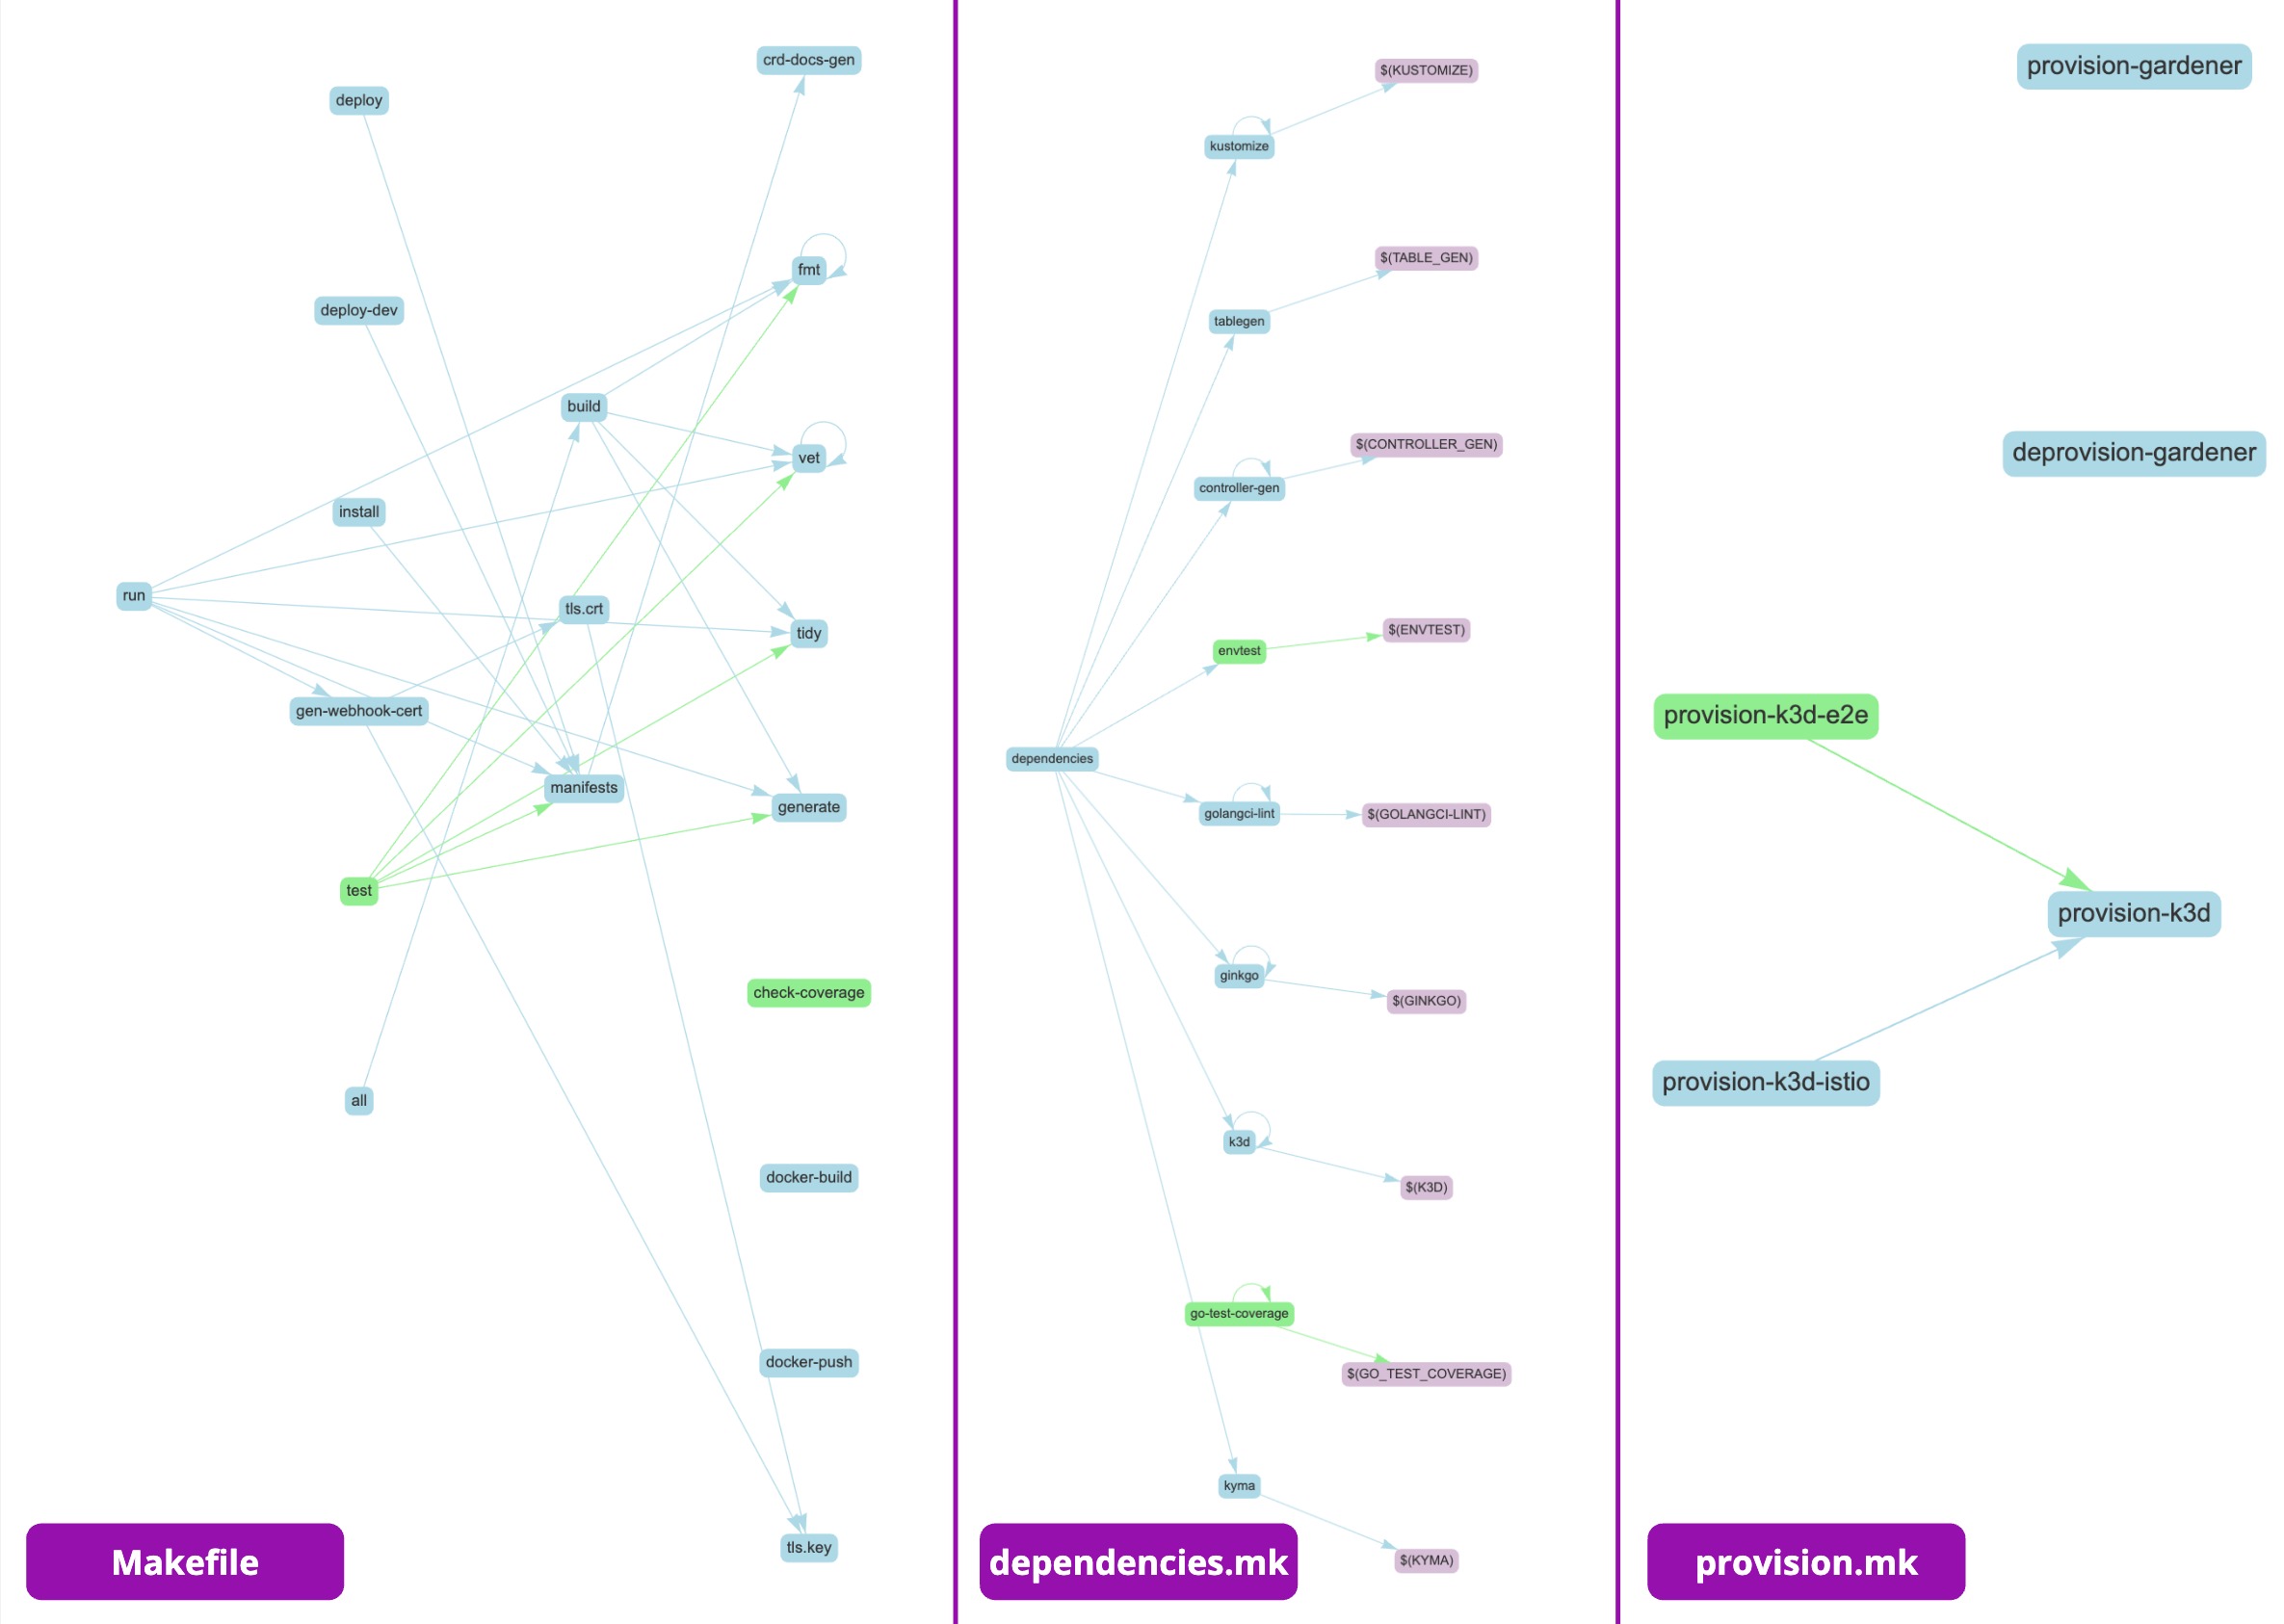 crd-docs-gen
deploy
fmt
deploy-dev
build
vet
install
run
tls.crt
tidy
gen-webhook-cert
manifests
generate
test
check-coverage
all
docker-build
docker-push
tls.key
Makefile
$(KUSTOMIZE)
kustomize
$(TABLE_GEN)
tablegen
$(CONTROLLER_GEN)
controller-gen
$(ENVTEST)
envtest
dependencies
golangci-lint
$(GOLANGCI-LINT)
ginkgo
$(GINKGO)
k3d
$(K3D)
go-test-coverage
$(GO_TEST_COVERAGE)
kyma
$(KYMA)
dependencies.mk
provision-gardener
deprovision-gardener
provision-k3d-e2e
provision-k3d
provision-k3d-istio
provision.mk